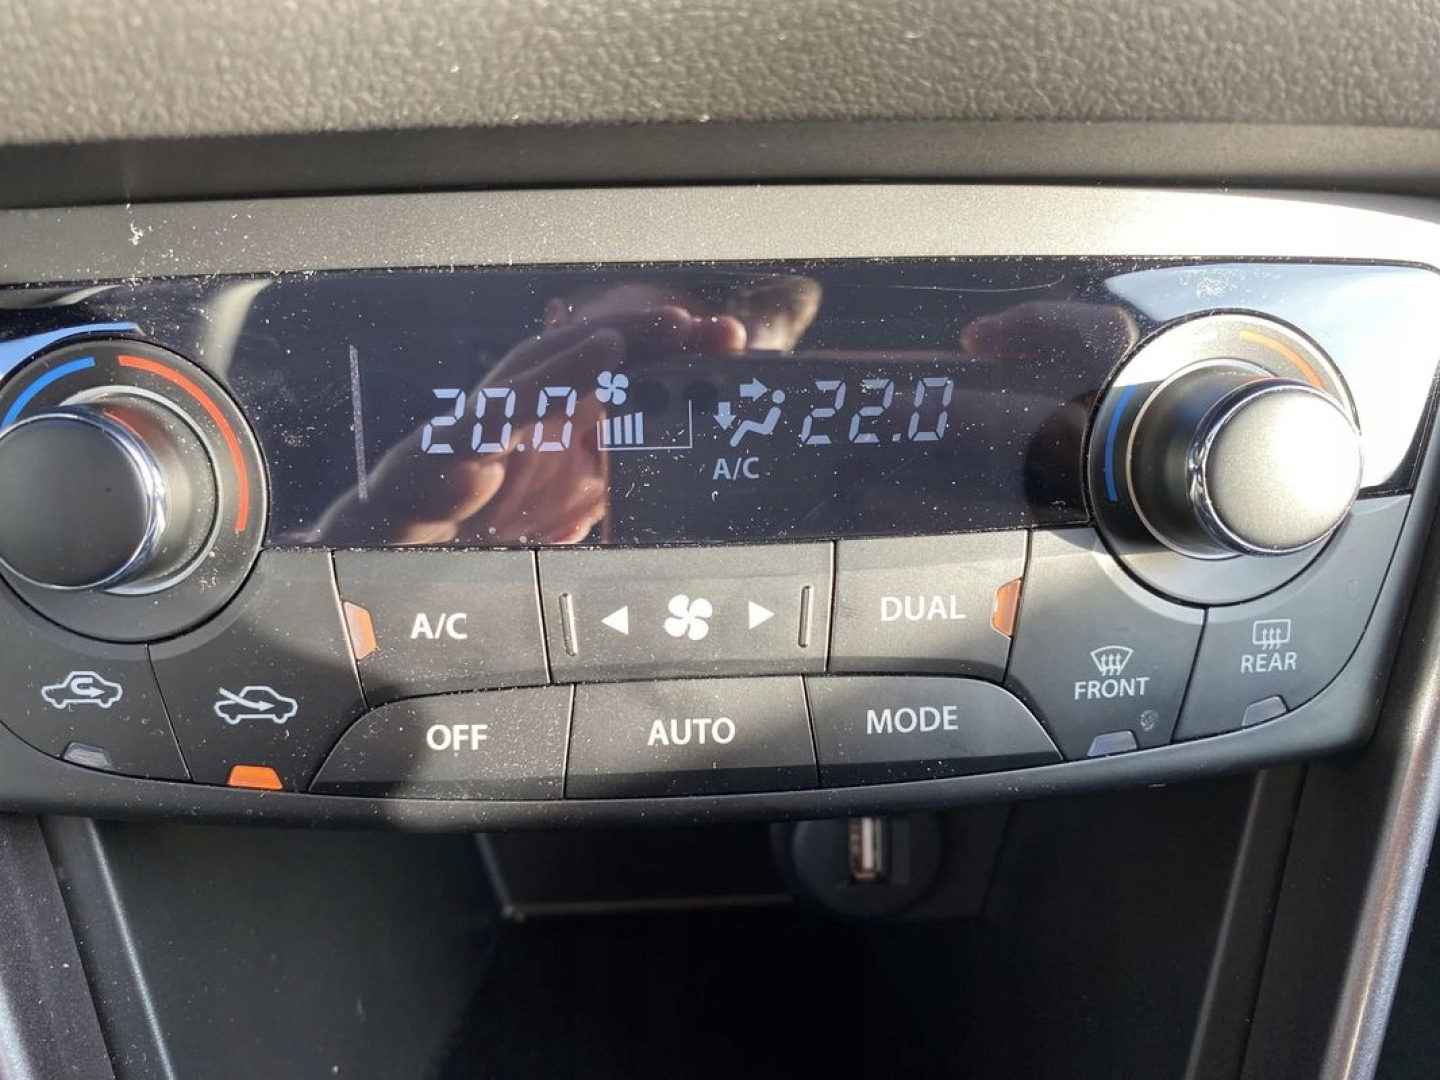 20.0 22.0
A/C
A/C DUAL
OFF AUTO MODE FRONT REAR